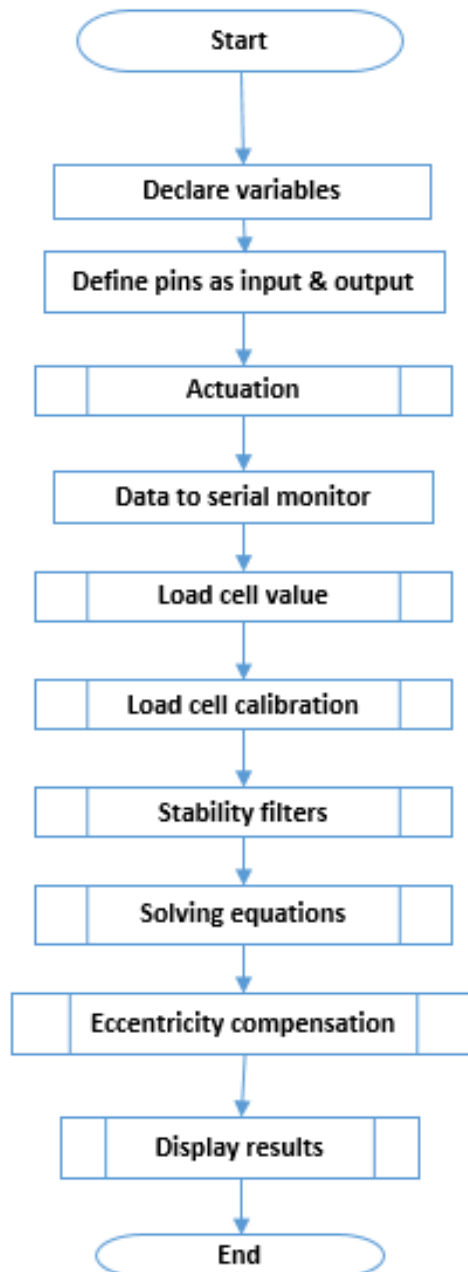 Start
Declare variables
Define pins as input & output
Actuation
Data to serial monitor
Load cell value
Load cell calibration
Stability filters
Solving equations
Eccentricity compensation
Display results
End